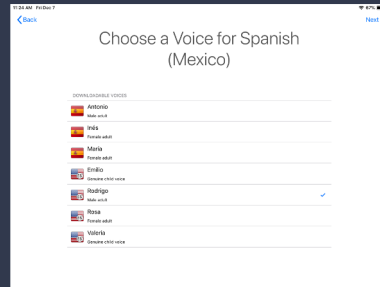 11:24 AM Fri Dec 7
87%
Back
Next
Choose a Voice for Spanish
(Mexico)
DOWNLOADABLE VOICES
Antonio
Male adult
Inés
Female adult
María
Female adult
Emilio
Genuine child voice
Rodrigo
Male adult
Rosa
Female adult
Valeria
Genuine child voice